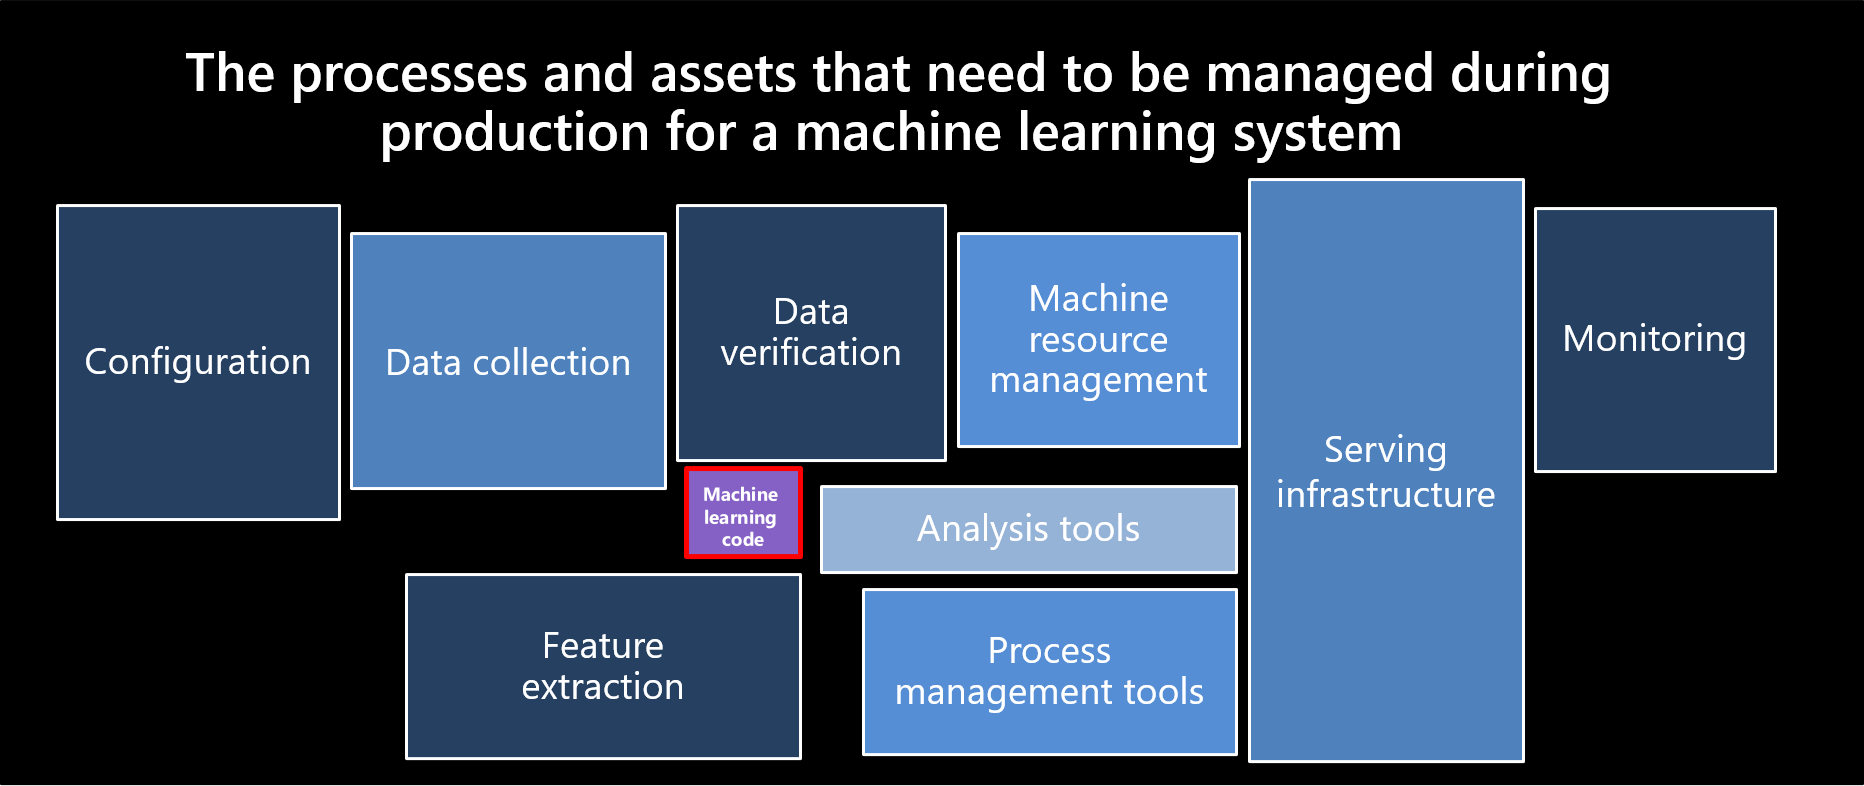 The processes and assets that need to be managed during
production for a machine learning system
Configuration
Data collection
Data
verification
Machine
resource
management
Serving
infrastructure
Monitoring
Machine
learning
code
Analysis tools
Feature
extraction
Process
management tools